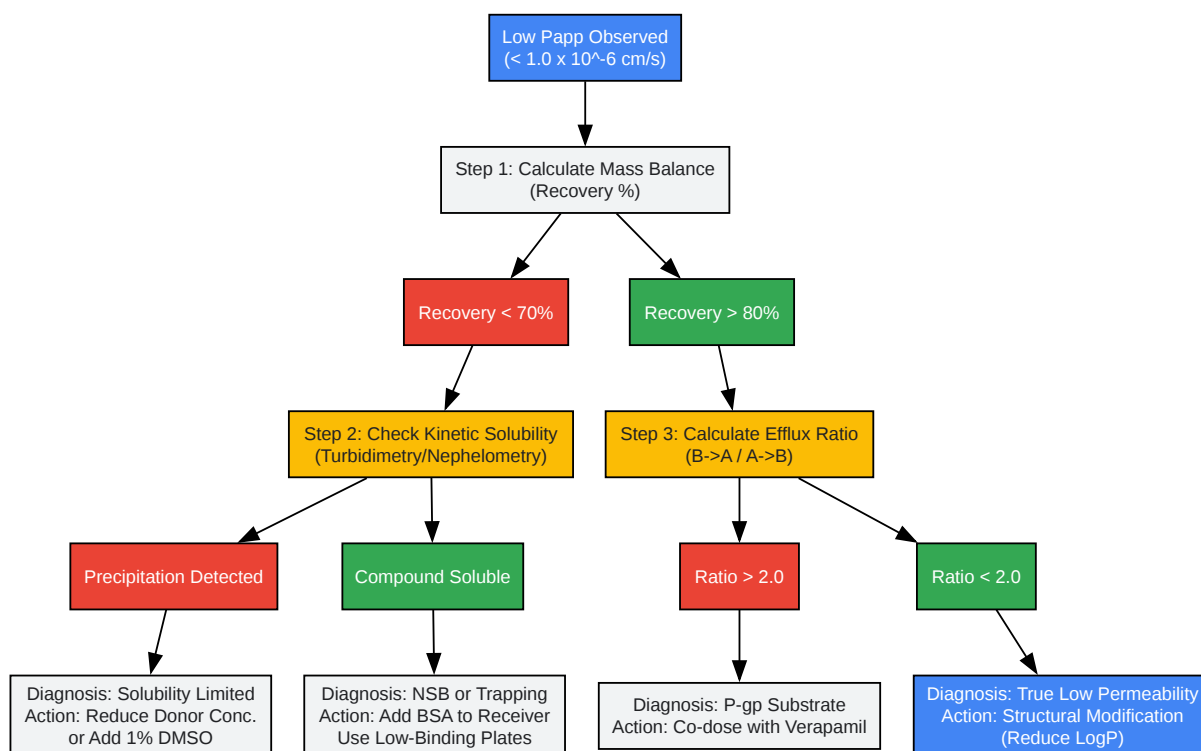 Low Papp Observed
(< 1.0 x 10^-6 cm/s)
Step 1: Calculate Mass Balance
(Recovery %)
Recovery < 70%
Recovery > 80%
Step 2: Check Kinetic Solubility
(Turbidimetry/Nephelometry)
Step 3: Calculate Efflux Ratio
(B->A / A->B)
Precipitation Detected
Compound Soluble
Ratio > 2.0
Ratio < 2.0
Diagnosis: Solubility Limited
Action: Reduce Donor Conc.
or Add 1% DMSO
Diagnosis: NSB or Trapping
Action: Add BSA to Receiver
Use Low-Binding Plates
Diagnosis: P-gp Substrate
Action: Co-dose with Verapamil
Diagnosis: True Low Permeability
Action: Structural Modification
(Reduce LogP)